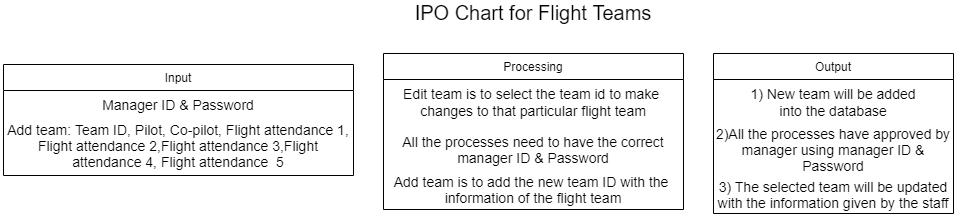 IPO Chart for Flight Teams
Input
Manager ID & Password
Add team: Team ID, Pilot, Co-pilot, Flight attendance 1,
Flight attendance 2,Flight attendance 3,Flight
attendance 4, Flight attendance  5
Processing
Edit team is to select the team id to make
changes to that particular flight team
All the processes need to have the correct
manager ID & Password
Add team is to add the new team ID with the
information of the flight team
Output
1) New team will be added
into the database
2)All the processes have approved by
manager using manager ID &
Password
3) The selected team will be updated
with the information given by the staff